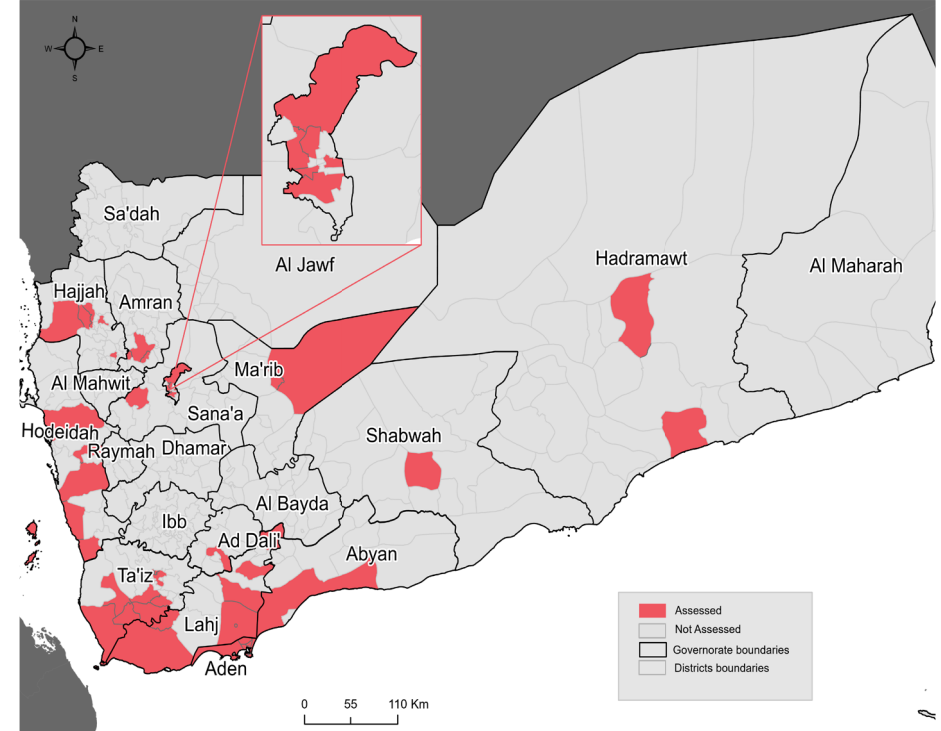 N
W E
S
Sa'dah
Al Jawf
Hadramawt
Al Maharah
Hajjah
Amran
Ma'rib
Al Mahwit
Sana'a
Hodeidah
Raymah
Dhamar
Shabwah
Al Bayda
Ibb
Ad Dali'
Abyan
Ta'iz
Lahj
Aden
Assessed
Not Assessed
Governorate boundaries
Districts boundaries
0 55 110 Km